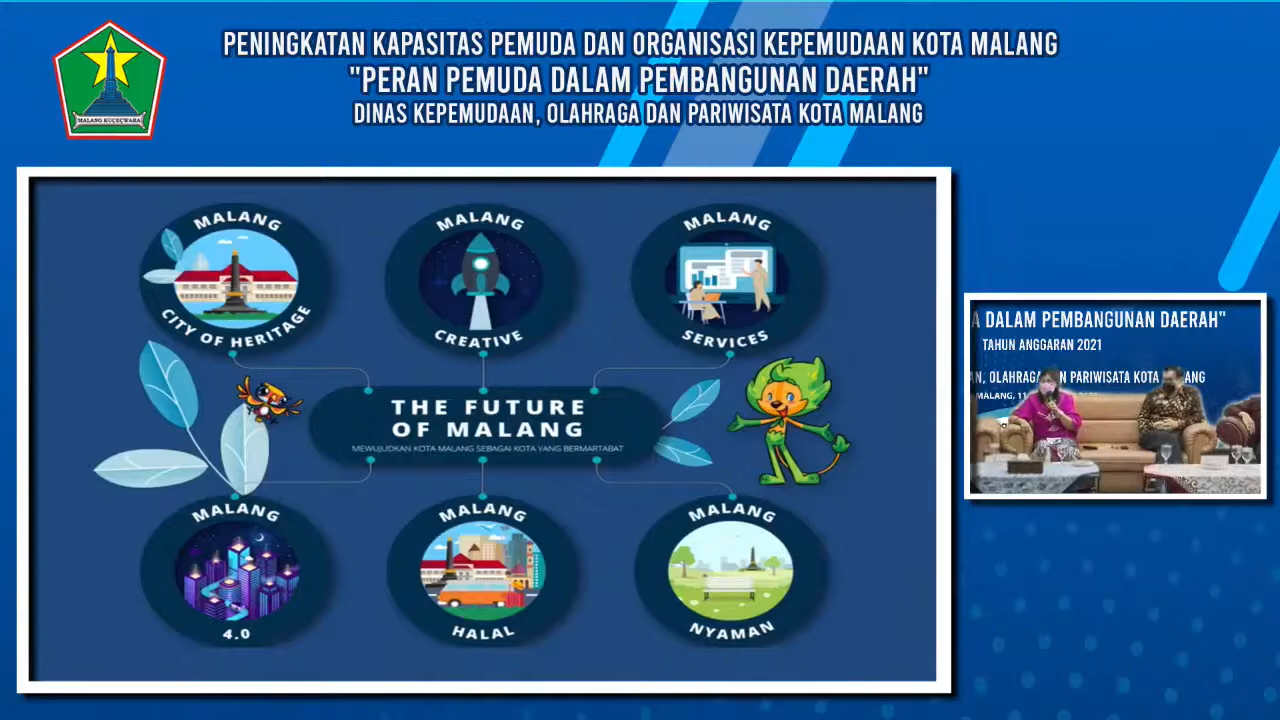 PENINGKATAN KAPASITAS PEMUDA DAN ORGANISASI KEPEMUDAAN KOTA MALANG
"PERAN PEMUDA DALAM PEMBANGUNAN DAERAH"
DINAS KEPEMUDAAN, OLAHRAGA DAN PARIWISATA KOTA MALANG
MALANG KUÇEÇWARA
MALANG
CITY OF HERITAGE
MALANG
CREATIVE
MALANG
SERVICES
THE FUTURE
OF MALANG
MEWUJUDKAN KOTA MALANG SEBAGAI KOTA YANG BERMARTABAT
MALANG
4.0
MALANG
HALAL
MALANG
NYAMAN
A DALAM PEMBANGUNAN DAERAH"
TAHUN ANGGARAN 2021
AN, OLAHRAGA PARIWISATA KOTA
MALANG, 11